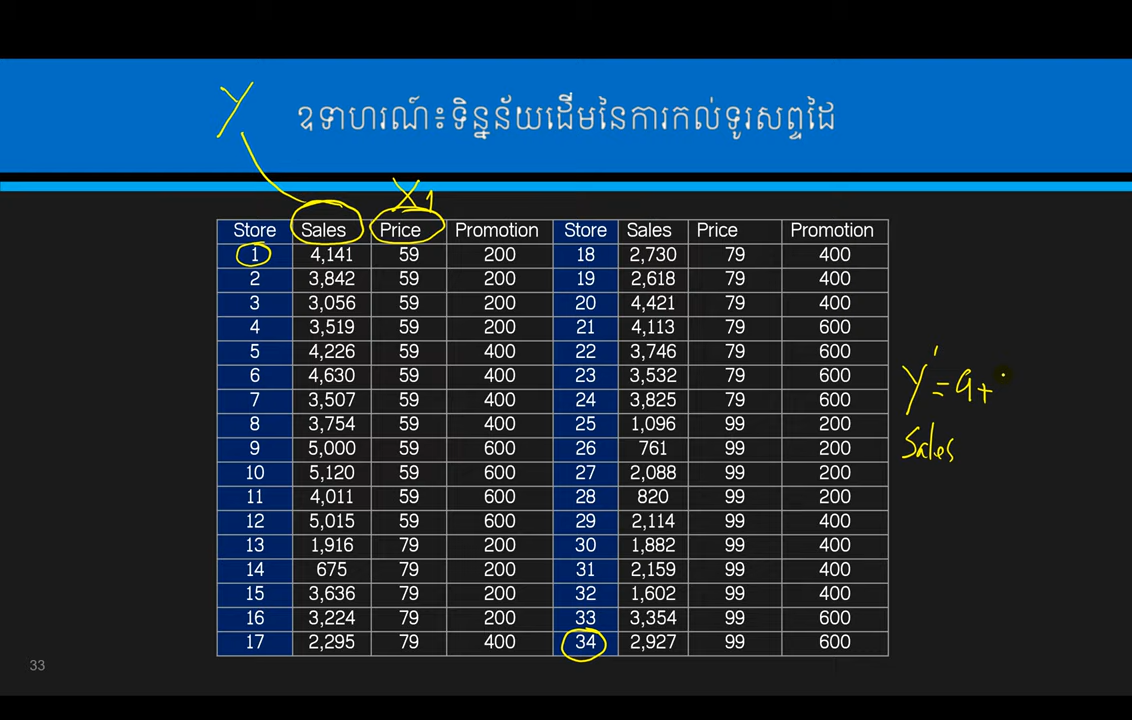 Y
ឧទាហរណ៍៖ទិន្នន័យដើមនៃការកល់ទូរសព្ទដៃ
X1
Store Sales Price Promotion Store Sales Price Promotion
1 4,141 59 200 18 2,730 79 400
2 3,842 59 200 19 2,618 79 400
3 3,056 59 200 20 4,421 79 400
4 3,519 59 200 21 4,113 79 600
5 4,226 59 400 22 3,746 79 600
6 4,630 59 400 23 3,532 79 600
7 3,507 59 400 24 3,825 79 600
8 3,754 59 400 25 1,096 99 200
9 5,000 59 600 26 761 99 200
10 5,120 59 600 27 2,088 99 200
11 4,011 59 600 28 820 99 200
12 5,015 59 600 29 2,114 99 400
13 1,916 79 200 30 1,882 99 400
14 675 79 200 31 2,159 99 400
15 3,636 79 200 32 1,602 99 400
16 3,224 79 200 33 3,354 99 600
17 2,295 79 400 34 2,927 99 600
Y' = a +
Sales
33